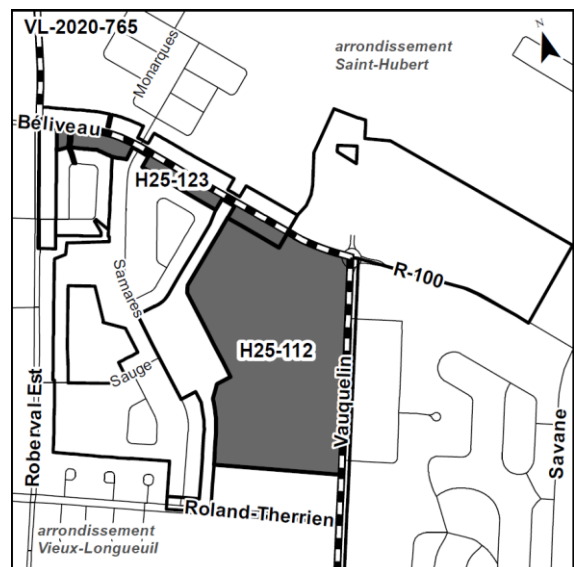 VL-2020-765
arrondissement
Saint-Hubert
N
Monarques
Béliveau
H25-123
R-100
Samares
H25-112
Sauge
Vauquelin
Roberval-Est
Savane
Roland-Therrien
arrondissement
Vieux-Longueuil